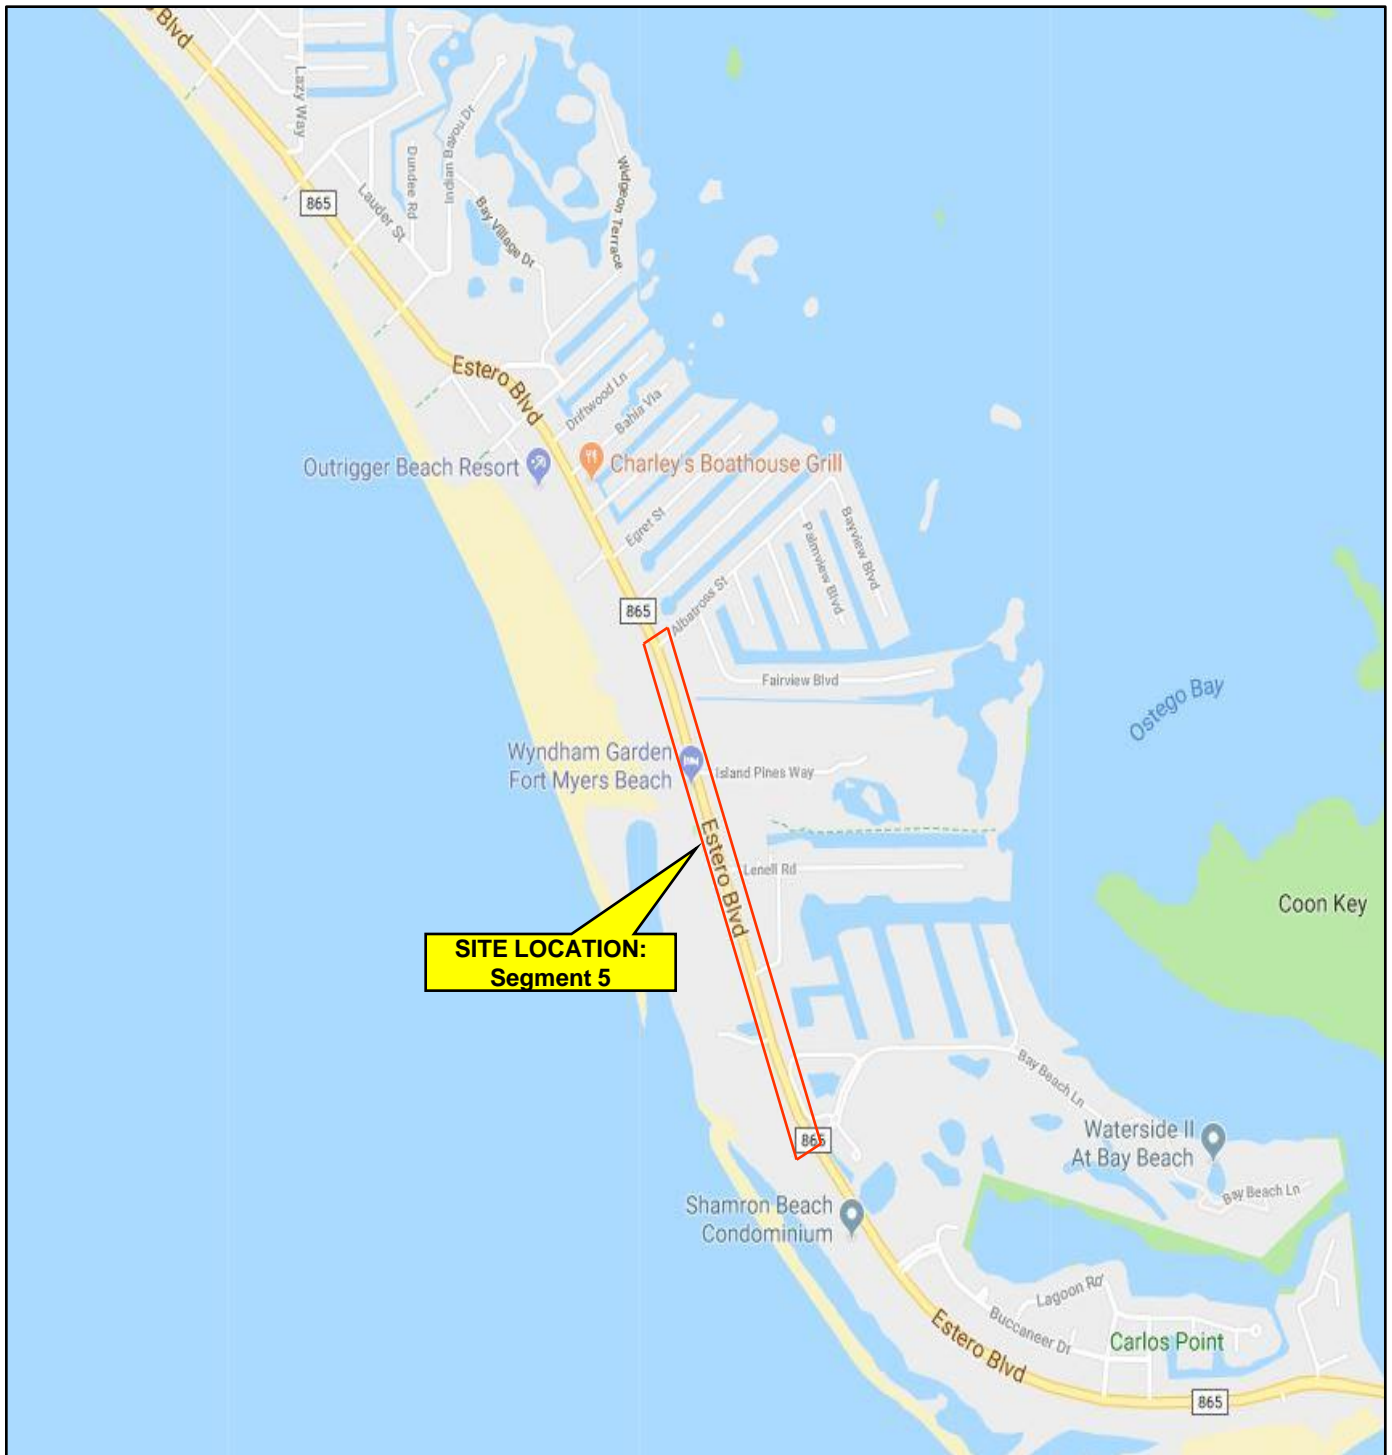 Blvd
Lazy Way
Dundee Rd
Indian Bayou Dr
Widgeon Terrace
865
Lauder St
Bay Village Dr
Estero Blvd
Driftwood Ln
Bahia Via
Outrigger Beach Resort
Charley's Boathouse Grill
Egret St
Palmview Blvd
Bayview Blvd
865
Albatross St
Fairview Blvd
Ostego Bay
Wyndham Garden
Fort Myers Beach
Island Pines Way
Estero Blvd
Lenell Rd
Coon Key
SITE LOCATION:
Segment 5
Bay Beach Ln
865
Waterside II
At Bay Beach
Bay Beach Ln
Shamron Beach
Condominium
Lagoon Rd
Buccaneer Dr
Estero Blvd
Carlos Point
865